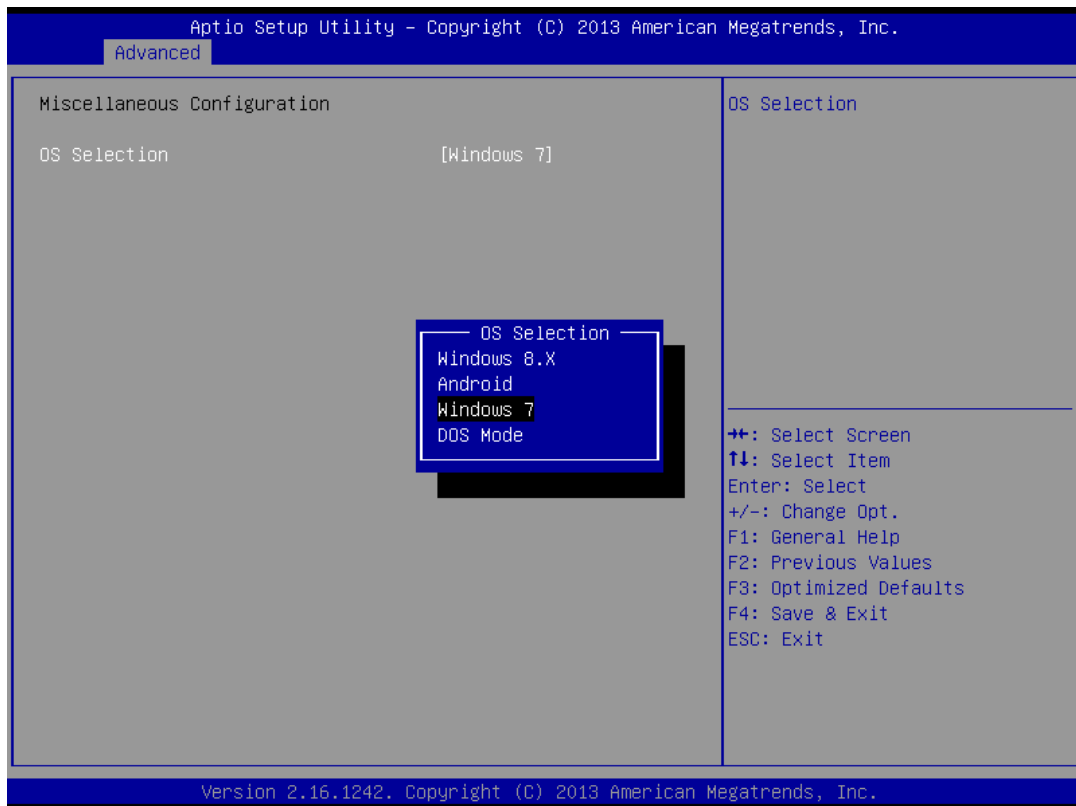 Aptio Setup Utility – Copyright (C) 2013 American Megatrends, Inc.
Advanced
Miscellaneous Configuration
OS Selection [Windows 7]
OS Selection
Windows 8.X
Android
Windows 7
DOS Mode
OS Selection
→←: Select Screen
↑↓: Select Item
Enter: Select
+/-: Change Opt.
F1: General Help
F2: Previous Values
F3: Optimized Defaults
F4: Save & Exit
ESC: Exit
Version 2.16.1242. Copyright (C) 2013 American Megatrends, Inc.